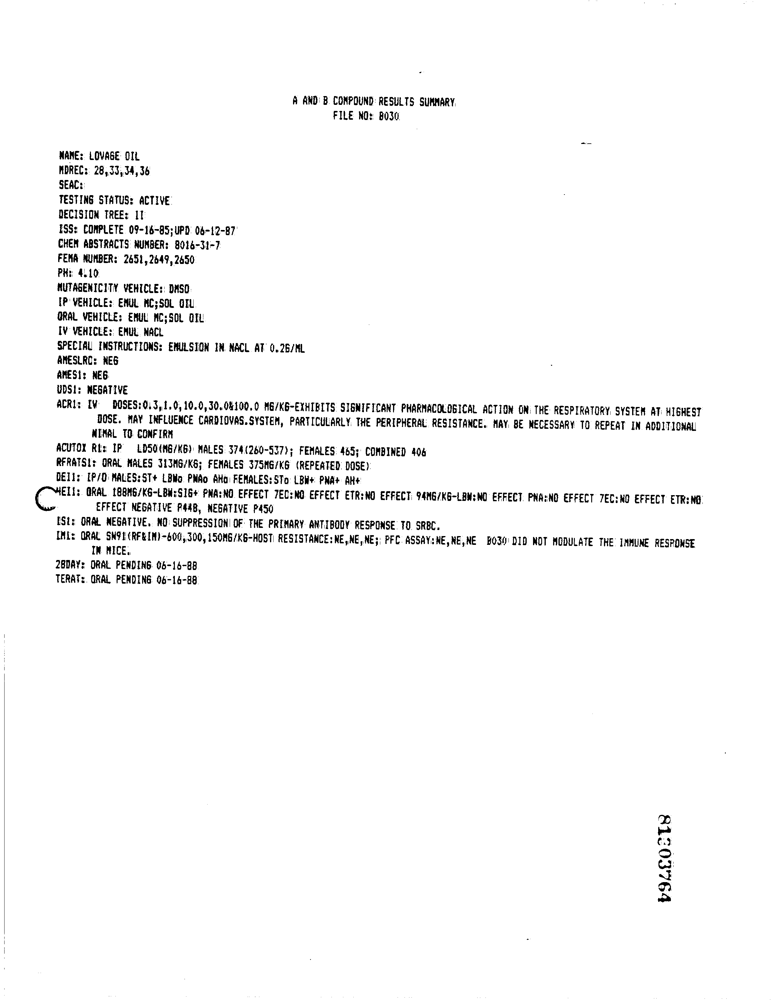 A AND B COMPOUND RESULTS SUMMARY
FILE NO: B030
NAME: LOVAGE OIL
MDREC: 28,33,34,36
SEAC:
TESTING STATUS: ACTIVE
DECISION TREE: II
ISS: COMPLETE 09-16-85;UPD 06-12-87
CHEM ABSTRACTS NUMBER: 8016-31-7
FEMA NUMBER: 2651,2649,2650
PH: 4.10
MUTAGENICITY VEHICLE: DMSO
IP VEHICLE: EMUL MC;SOL OIL
ORAL VEHICLE: EMUL MC;SOL OIL
IV VEHICLE: EMUL NACL
SPECIAL INSTRUCTIONS: EMULSION IN NACL AT 0.2G/ML
AMESLRC: NEG
AMES1: NEG
UDS1: NEGATIVE
ACR1: IV DOSES:0.3,1.0,10.0,30.0&100.0 MG/KG-EXHIBITS SIGNIFICANT PHARMACOLOGICAL ACTION ON THE RESPIRATORY SYSTEM AT HIGHEST
DOSE. MAY INFLUENCE CARDIOVAS.SYSTEM, PARTICULARLY THE PERIPHERAL RESISTANCE. MAY BE NECESSARY TO REPEAT IN ADDITIONAL
NIMAL TO CONFIRM
ACUTOX R1: IP LD50(MG/KG) MALES 374(260-537); FEMALES 465; COMBINED 406
RFRATS1: ORAL MALES 313MG/KG; FEMALES 375MG/KG (REPEATED DOSE)
DEI1: IP/O MALES:ST+ LBWo PNAo AHo FEMALES:STo LBW+ PNA+ AH+
HEI1: ORAL 188MG/KG-LBW:SIG+ PNA:NO EFFECT 7EC:NO EFFECT ETR:NO EFFECT 94MG/KG-LBW:NO EFFECT PNA:NO EFFECT 7EC:NO EFFECT ETR:NO
EFFECT NEGATIVE P448, NEGATIVE P450
IS1: ORAL NEGATIVE. NO SUPPRESSION OF THE PRIMARY ANTIBODY RESPONSE TO SRBC.
IM1: ORAL SN91(RF&IM)-600,300,150MG/KG-HOST RESISTANCE:NE,NE,NE; PFC ASSAY:NE,NE,NE B030 DID NOT MODULATE THE IMMUNE RESPONSE
IN MICE.
28DAY: ORAL PENDING 06-16-88
TERAT: ORAL PENDING 06-16-88
81303764